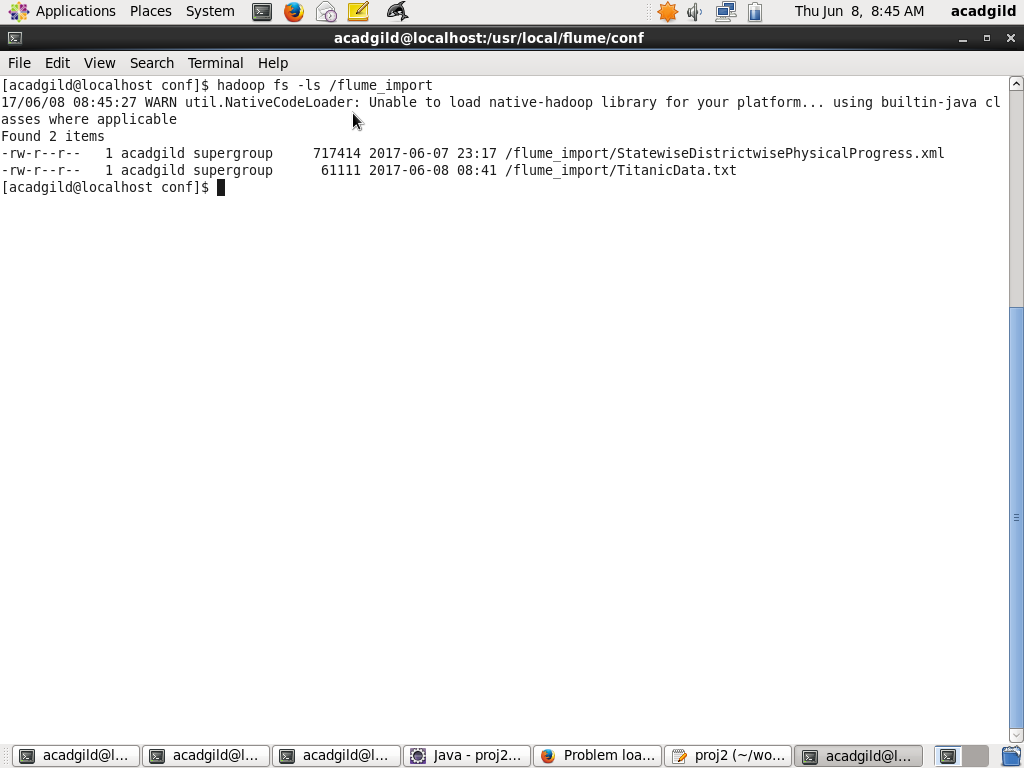 Applications Places System Thu Jun 8, 8:45 AM acadgild
acadgild@localhost:/usr/local/flume/conf
File Edit View Search Terminal Help
[acadgild@localhost conf]$ hadoop fs -ls /flume_import
17/06/08 08:45:27 WARN util.NativeCodeLoader: Unable to load native-hadoop library for your platform... using builtin-java cl
asses where applicable
Found 2 items
-rw-r--r--   1 acadgild supergroup     717414 2017-06-07 23:17 /flume_import/StatewiseDistrictwisePhysicalProgress.xml
-rw-r--r--   1 acadgild supergroup      61111 2017-06-08 08:41 /flume_import/TitanicData.txt
[acadgild@localhost conf]$
acadgild@l... acadgild@l... acadgild@l... Java - proj2... Problem loa... proj2 (~/wo... acadgild@l...